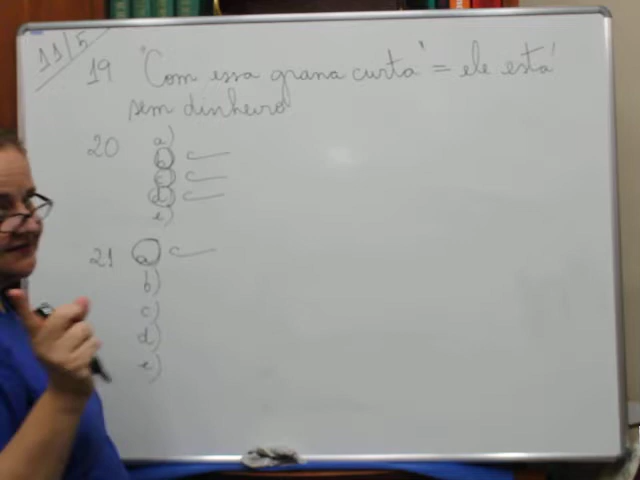 11/5
19 "Com essa grana curta" = ele está
sem dinheiro
20 a)
b)
c)
d)
e)
21 a)
b)
c)
d)
e)